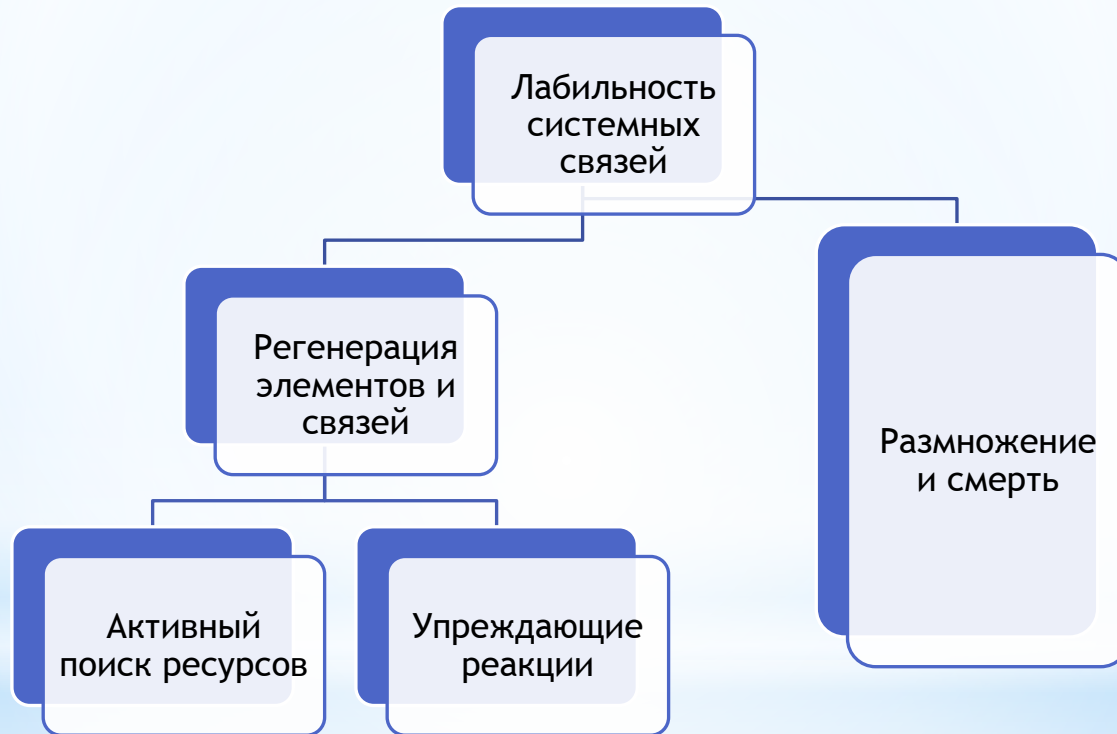 Лабильность
системных
связей
Регенерация
элементов и
связей
Размножение
и смерть
Активный
поиск ресурсов
Упреждающие
реакции